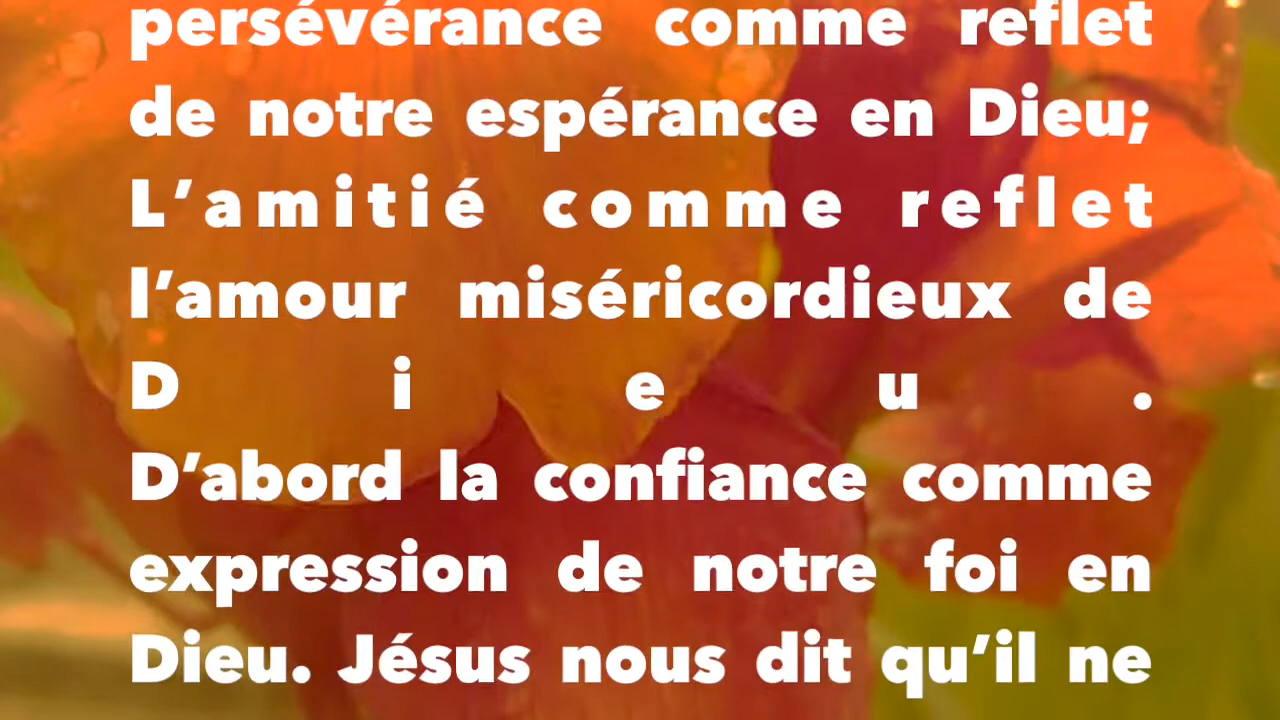 persévérance comme reflet
de notre espérance en Dieu;
L’amitié comme reflet
l’amour miséricordieux de
Dieu.
D’abord la confiance comme
expression de notre foi en
Dieu. Jésus nous dit qu’il ne